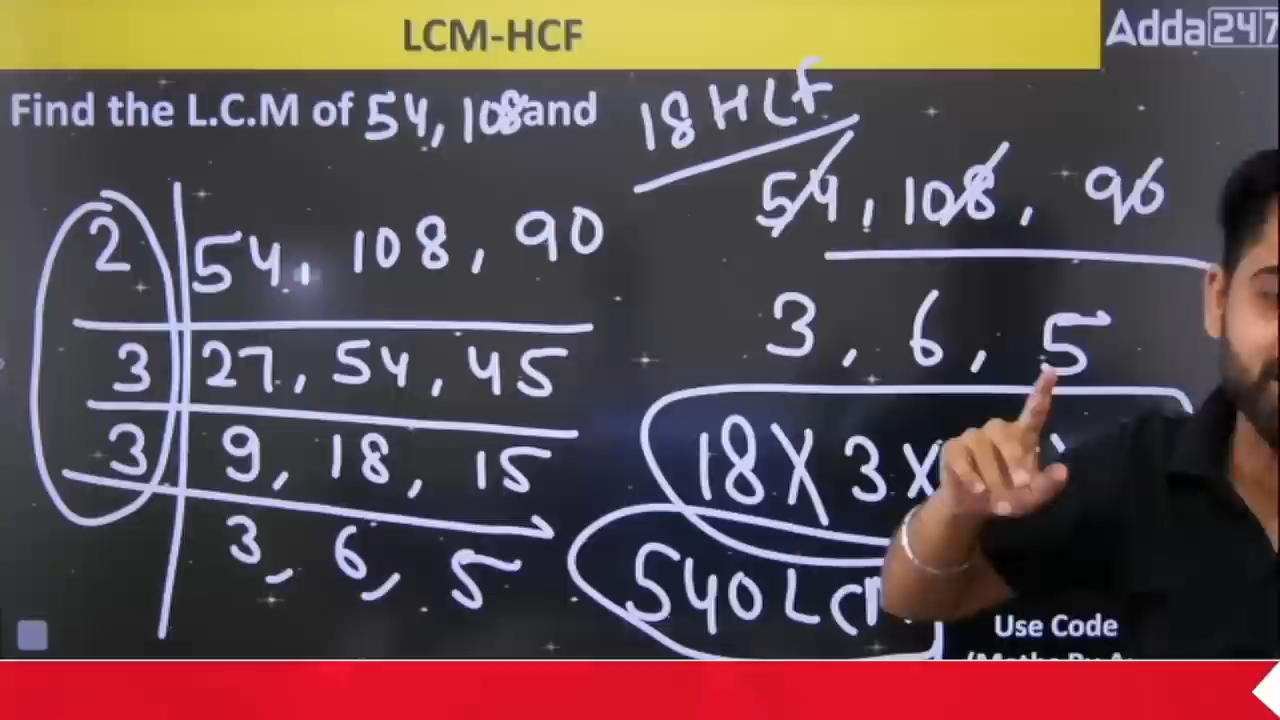 LCM-HCF
Adda247
Find the L.C.M of 54, 108 and
18 HCF
54, 108, 90
2 54, 108, 90
3 27, 54, 45
3 9, 18, 15
3, 6, 5
3, 6, 5
18 X 3 X
540 LCM
Use Code